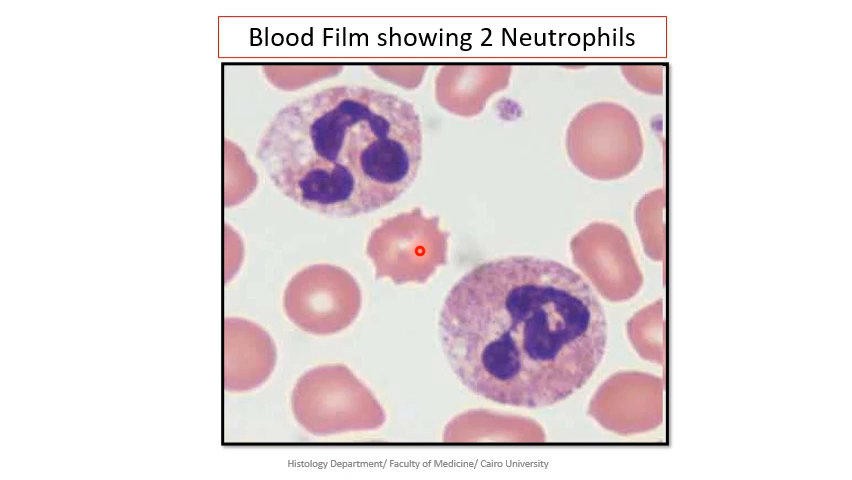 Blood Film showing 2 Neutrophils
Histology Department/ Faculty of Medicine/ Cairo University